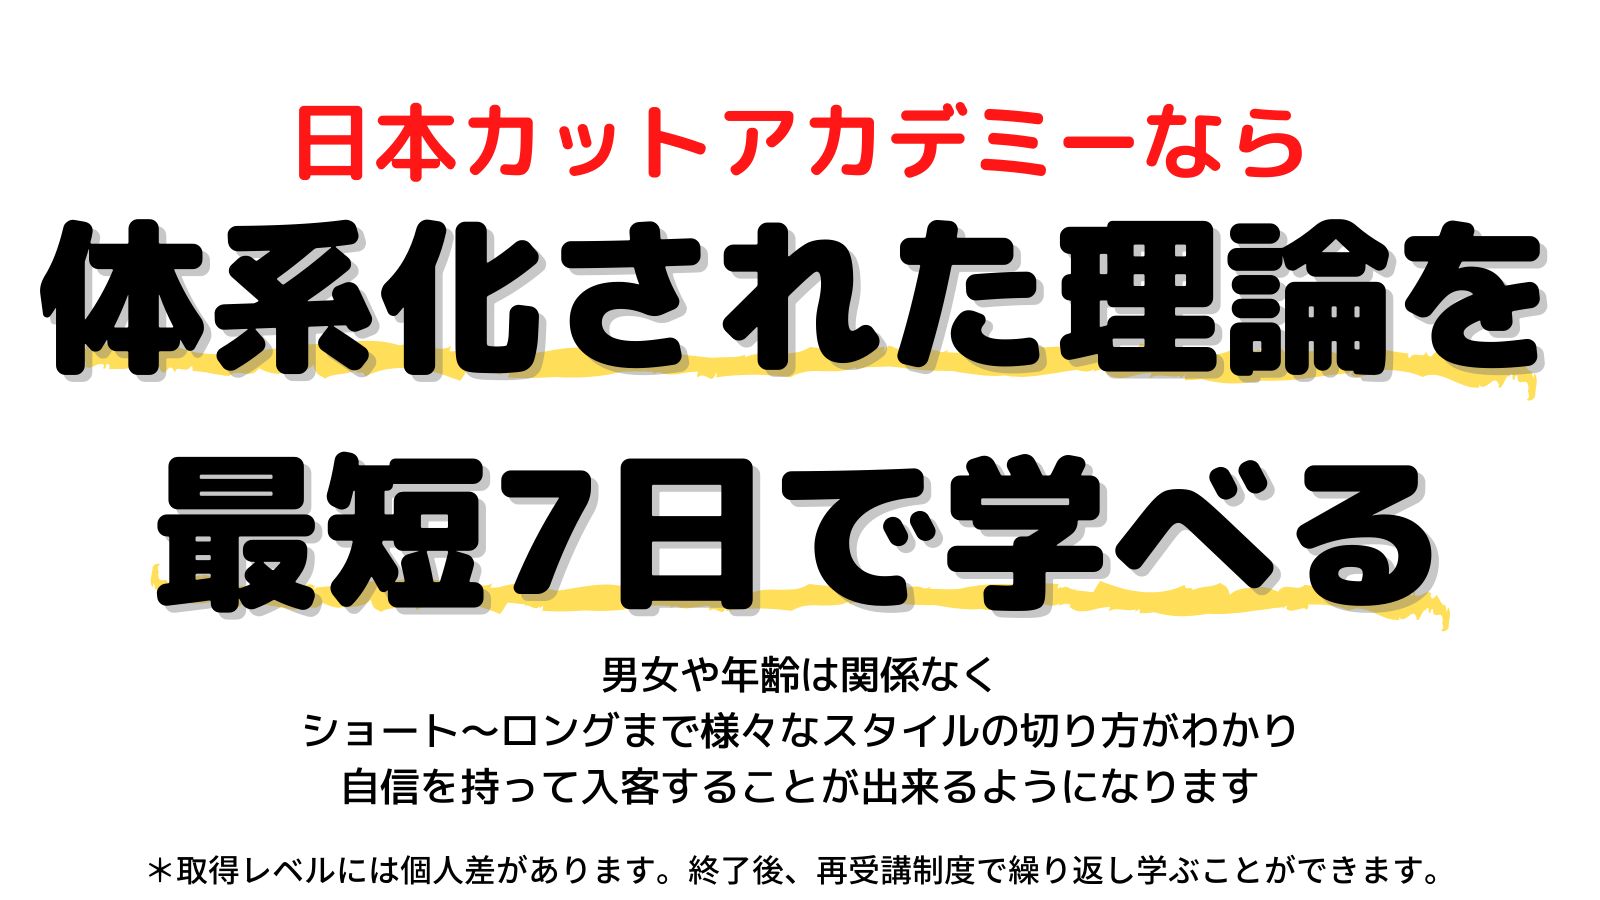 日本カットアカデミーなら
体系化された理論を
最短7日で学べる
男女や年齢は関係なく
ショート～ロングまで様々なスタイルの切り方がわかり
自信を持って入客することが出来るようになります
＊取得レベルには個人差があります。終了後、再受講制度で繰り返し学ぶことができます。